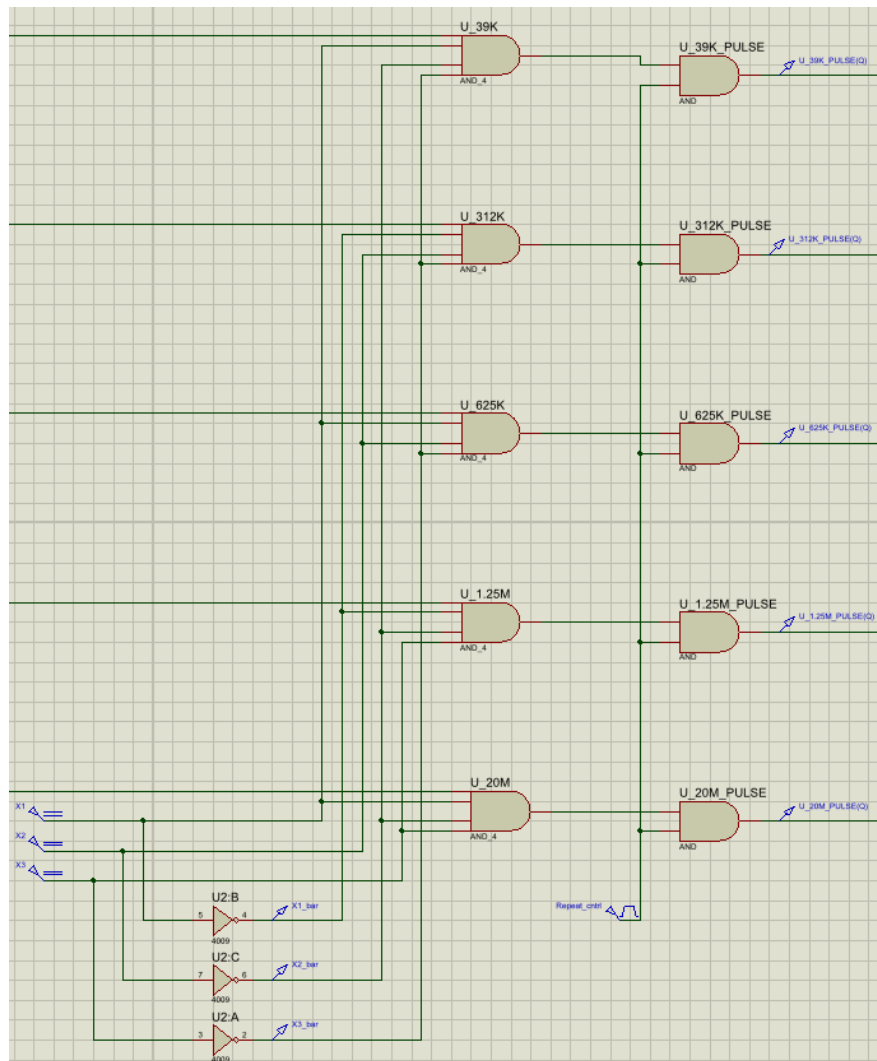 U_39K
AND_4
U_39K_PULSE
AND
U_39K_PULSE(Q)
U_312K
AND_4
U_312K_PULSE
AND
U_312K_PULSE(Q)
U_625K
AND_4
U_625K_PULSE
AND
U_625K_PULSE(Q)
U_1.25M
AND_4
U_1.25M_PULSE
AND
U_1.25M_PULSE(Q)
U_20M
AND_4
U_20M_PULSE
AND
U_20M_PULSE(Q)
X1
X2
X3
U2:B
5 4
4009
X1_bar
Repeat_cntrl
U2:C
7 6
4009
X2_bar
U2:A
3 2
4009
X3_bar